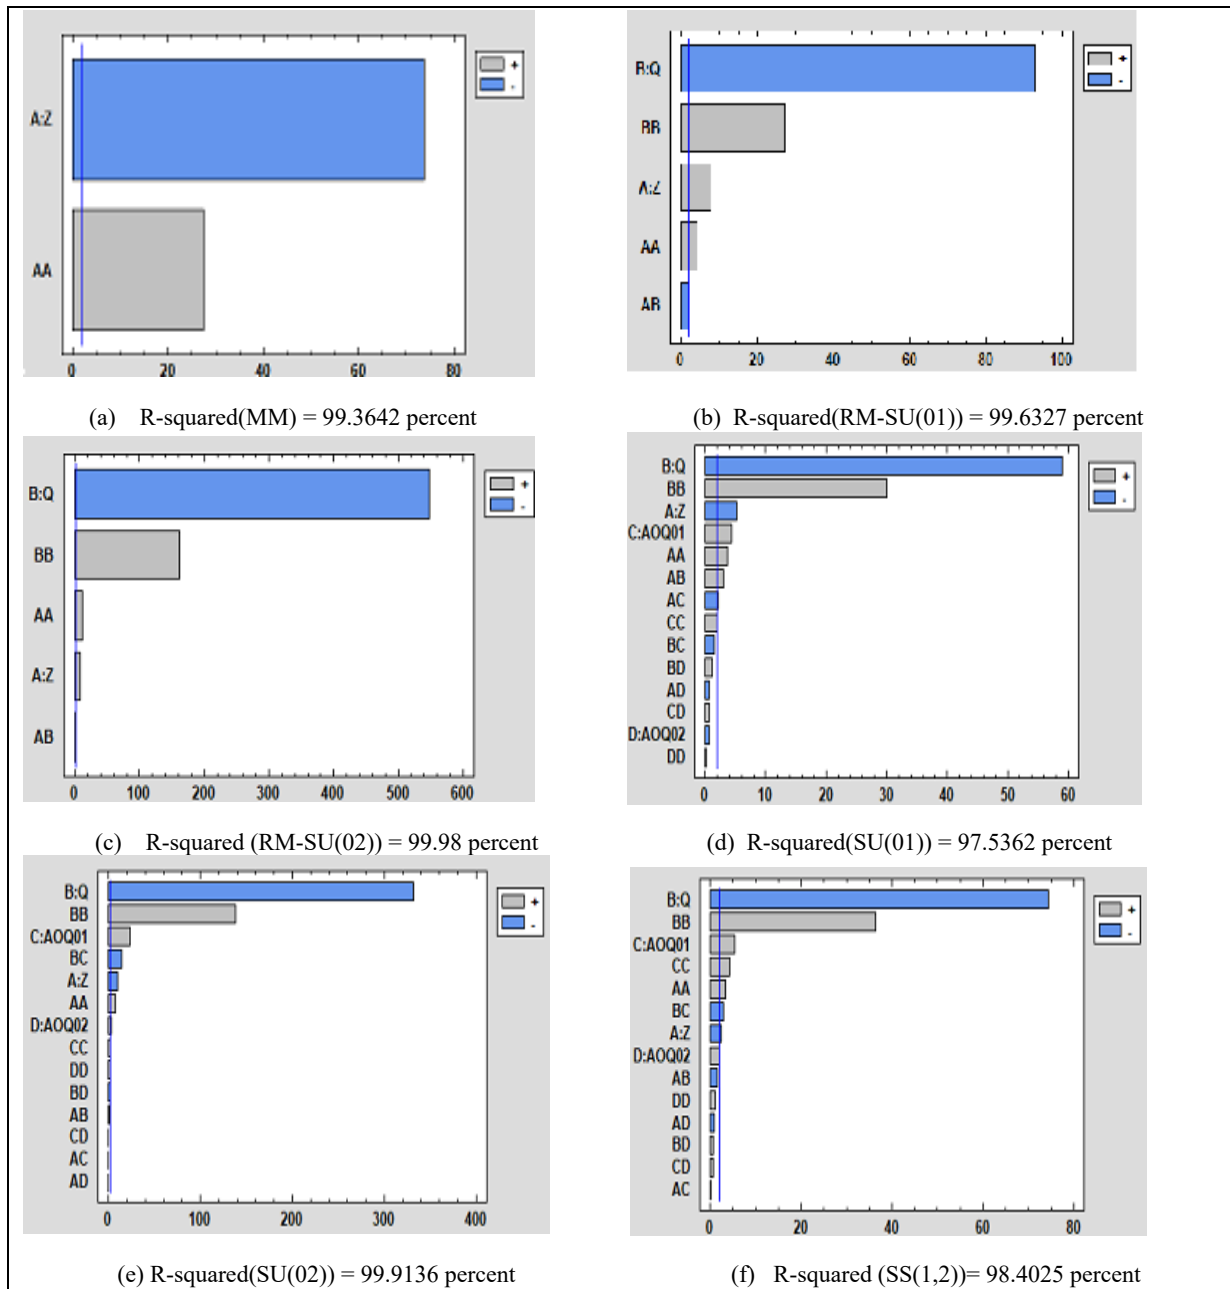 +
-
A:Z
AA
0 20 40 60 80
(a) R-squared(MM) = 99.3642 percent
+
-
B:Q
BB
A:Z
AA
AB
0 20 40 60 80 100
(b) R-squared(RM-SU(01)) = 99.6327 percent
+
-
B:Q
BB
AA
A:Z
AB
0 100 200 300 400 500 600
(c) R-squared (RM-SU(02)) = 99.98 percent
+
-
B:Q
BB
A:Z
C:AOQ01
AA
AB
AC
CC
BC
BD
AD
CD
D:AOQ02
DD
0 10 20 30 40 50 60
(d) R-squared(SU(01)) = 97.5362 percent
+
-
B:Q
BB
C:AOQ01
BC
A:Z
AA
D:AOQ02
CC
DD
BD
AB
CD
AC
AD
0 100 200 300 400
(e) R-squared(SU(02)) = 99.9136 percent
+
-
B:Q
BB
C:AOQ01
CC
AA
BC
A:Z
D:AOQ02
AB
DD
AD
BD
CD
AC
0 20 40 60 80
(f) R-squared (SS(1,2))= 98.4025 percent